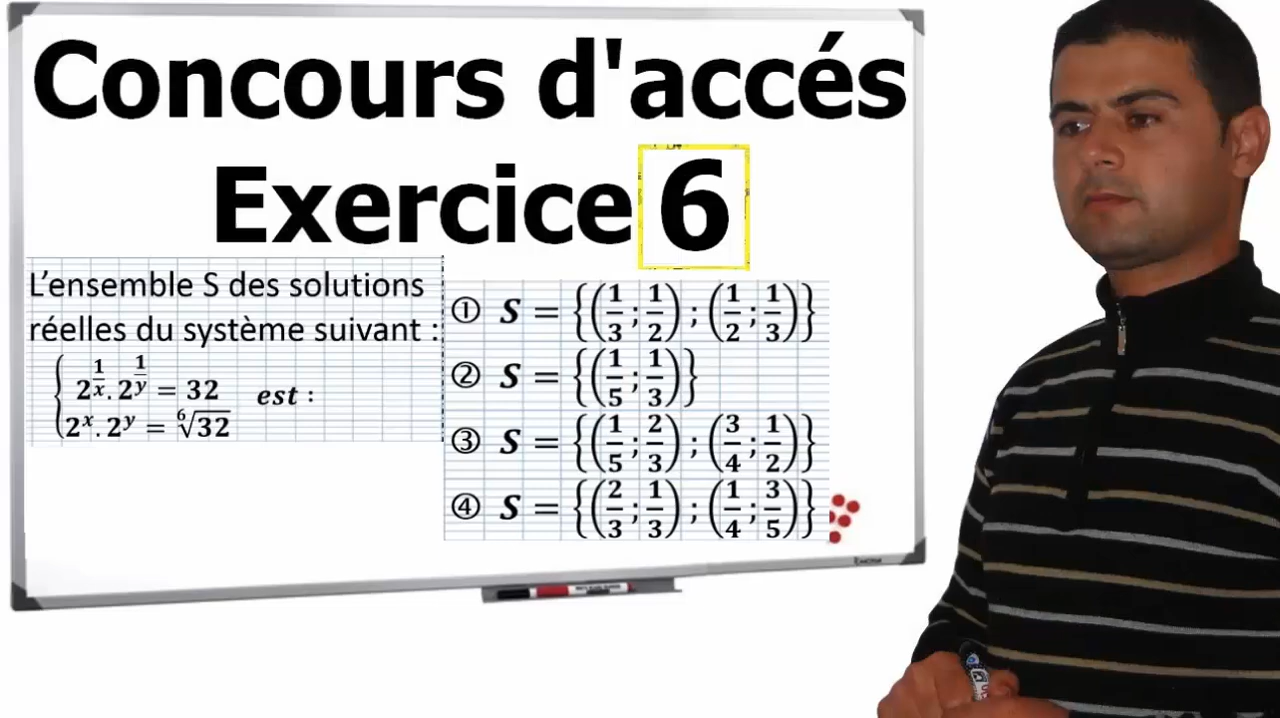 Concours d'accés
Exercice 6
L'ensemble S des solutions
réelles du système suivant :
{ 2^(1/x) . 2^(1/y) = 32
2^x . 2^y = ⁶√32 est :
① S = {(1/3 ; 1/2) ; (1/2 ; 1/3)}
② S = {(1/5 ; 1/3)}
③ S = {(1/5 ; 2/3) ; (3/4 ; 1/2)}
④ S = {(2/3 ; 1/3) ; (1/4 ; 3/5)}